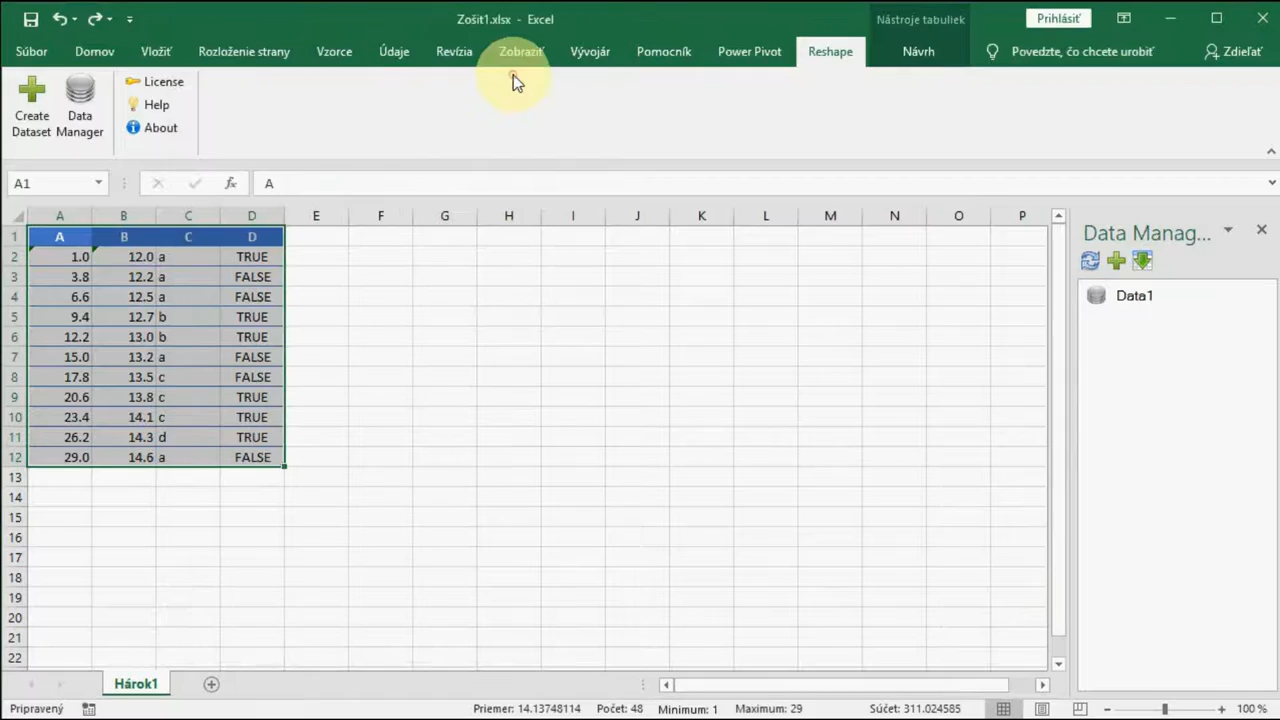 Zošit1.xlsx - Excel
Nástroje tabuliek
Prihlásiť
Súbor Domov Vložiť Rozloženie strany Vzorce Údaje Revízia Zobraziť Vývojár Pomocník Power Pivot Reshape Návrh Povedzte, čo chcete urobiť Zdieľať
Create Dataset
Data Manager
License
Help
About
A1 fx A
A B C D E F G H I J K L M N O P
1 A B C D
2 1.0 12.0 a TRUE
3 3.8 12.2 a FALSE
4 6.6 12.5 a FALSE
5 9.4 12.7 b TRUE
6 12.2 13.0 b TRUE
7 15.0 13.2 a FALSE
8 17.8 13.5 c FALSE
9 20.6 13.8 c TRUE
10 23.4 14.1 c TRUE
11 26.2 14.3 d TRUE
12 29.0 14.6 a FALSE
13
14
15
16
17
18
19
20
21
22
Data Manag...
Data1
Hárok1
Pripravený Priemer: 14.13748114 Počet: 48 Minimum: 1 Maximum: 29 Súčet: 311.024585 100 %